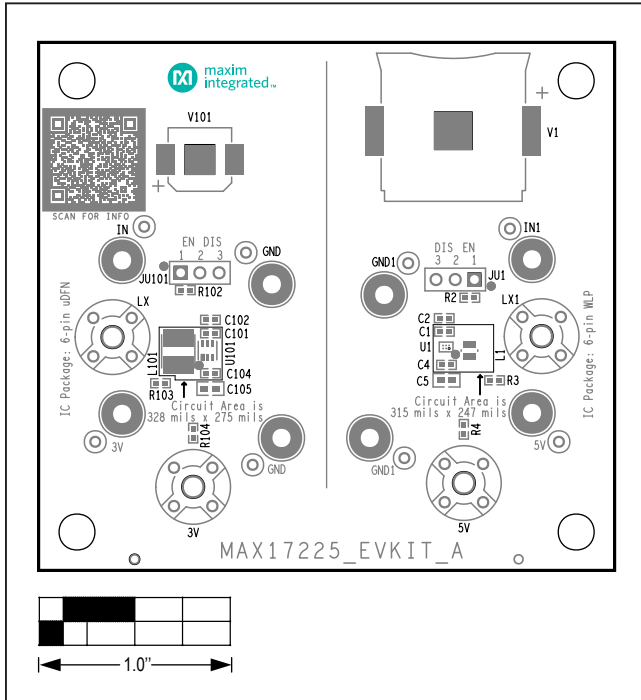 maxim
integrated™
V101
+
+
V1
SCAN FOR INFO
IN
EN DIS
1 2 3
GND
JU101
R102
LX
GND1
IN1
DIS EN
3 2 1
JU1
R2
LX1
IC Package: 6-pin uDFN
C102
C101
U101
L101
C104
C105
R103
Circuit Area is
328 mils x 275 mils
R104
3V
GND
3V
C2
C1
U1
L1
C4
C5
R3
Circuit Area is
315 mils x 247 mils
R4
IC Package: 6-pin WLP
GND1
5V
5V
MAX17225_EVKIT_A
1.0"